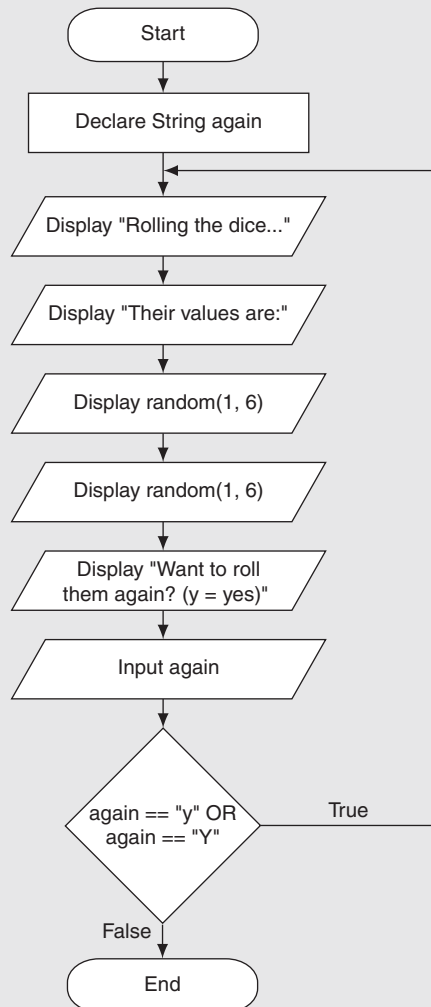 Start
Declare String again
Display "Rolling the dice..."
Display "Their values are:"
Display random(1, 6)
Display random(1, 6)
Display "Want to roll
them again? (y = yes)"
Input again
again == "y" OR
again == "Y"
True
False
End